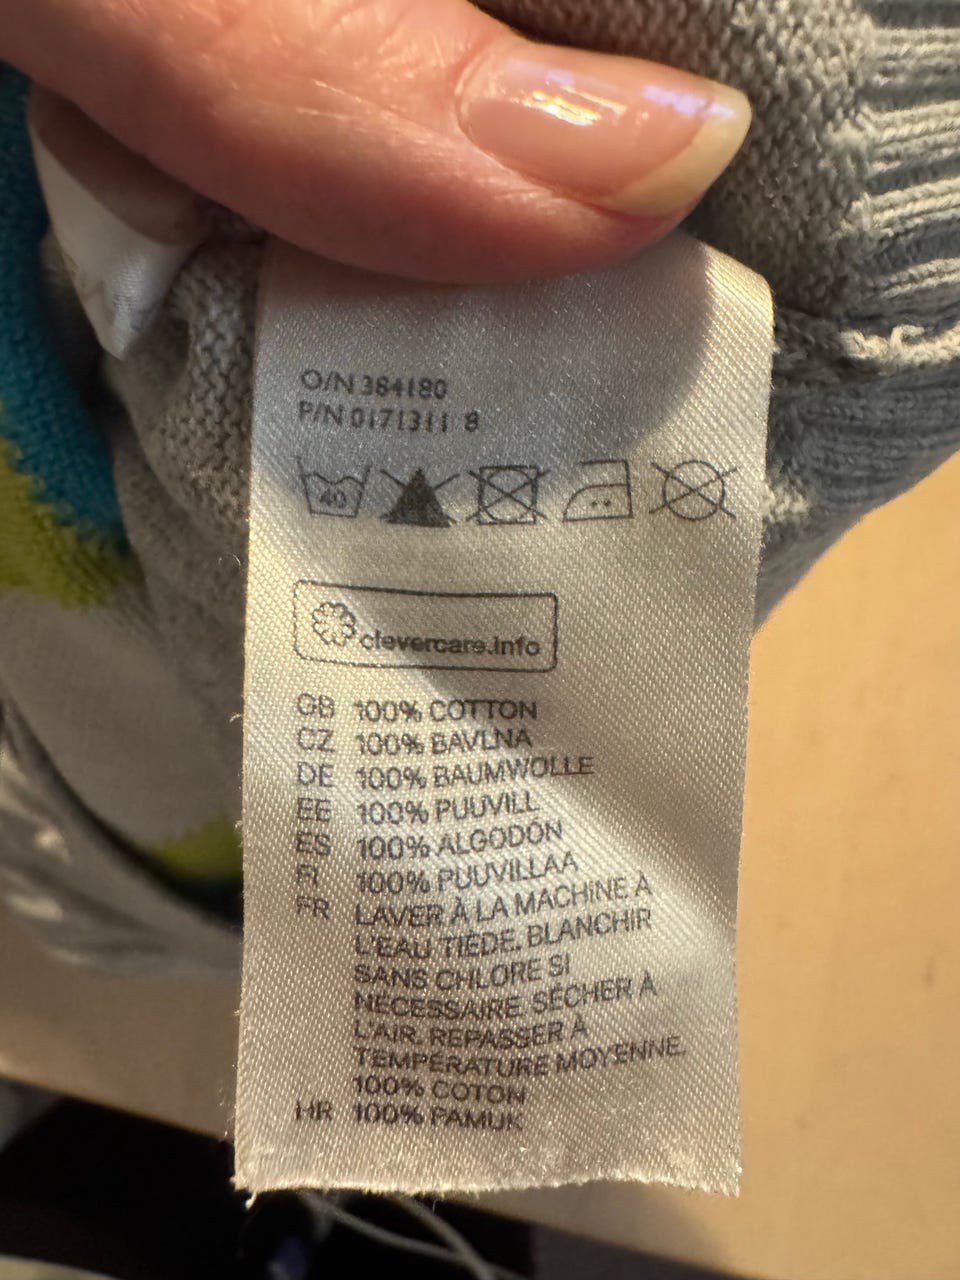 O/N 384180
P/N 0171311 8
40
clevercare.info
GB 100% COTTON
CZ 100% BAVLNA
DE 100% BAUMWOLLE
EE 100% PUUVILL
ES 100% ALGODÓN
FI 100% PUUVILLAA
FR LAVER À LA MACHINE À
L'EAU TIÈDE. BLANCHIR
SANS CHLORE SI
NÉCESSAIRE. SÉCHER À
L'AIR. REPASSER À
TEMPÉRATURE MOYENNE.
100% COTON
HR 100% PAMUK